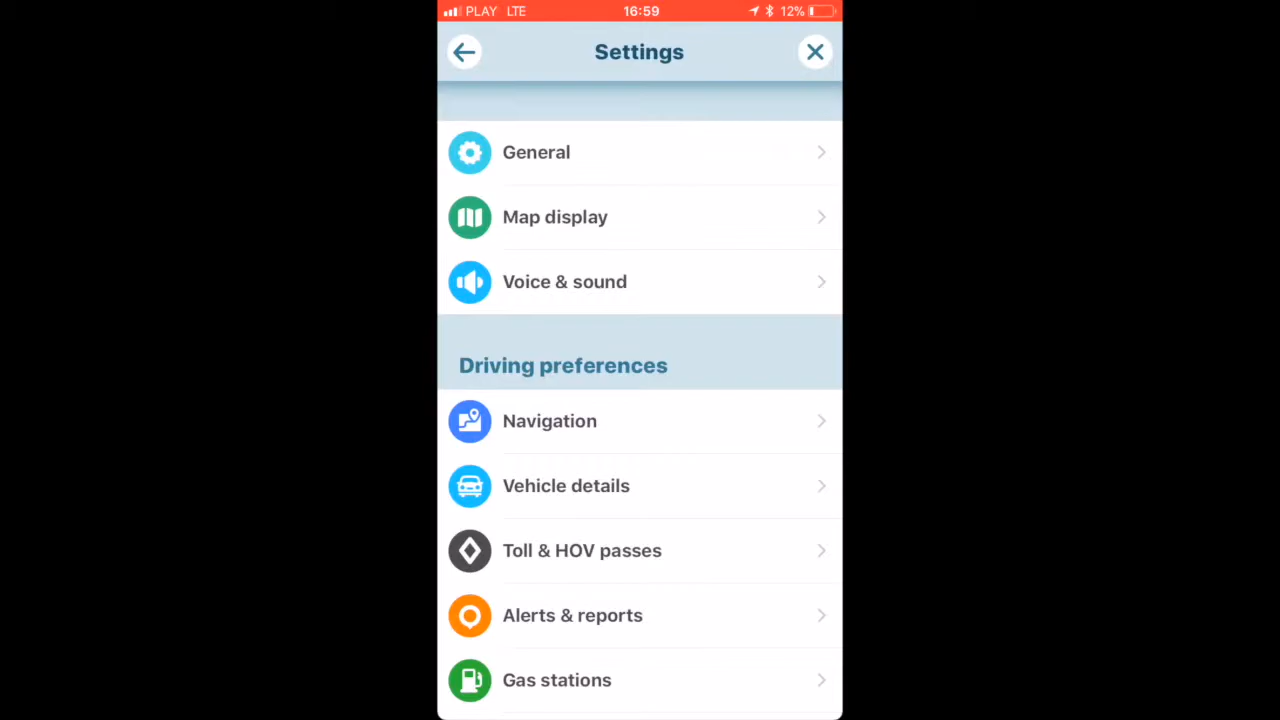 PLAY LTE 16:59 12%
Settings
General
Map display
Voice & sound
Driving preferences
Navigation
Vehicle details
Toll & HOV passes
Alerts & reports
Gas stations